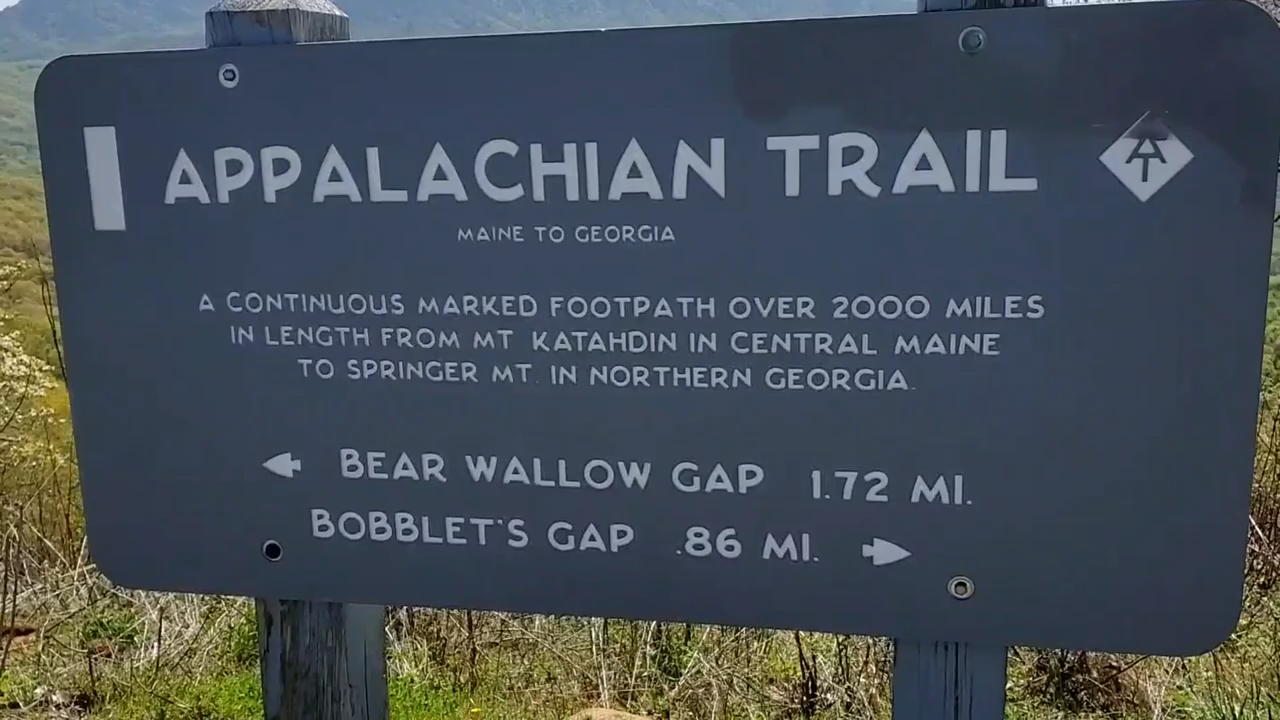 APPALACHIAN TRAIL
MAINE TO GEORGIA
A CONTINUOUS MARKED FOOTPATH OVER 2000 MILES
IN LENGTH FROM MT KATAHDIN IN CENTRAL MAINE
TO SPRINGER MT. IN NORTHERN GEORGIA.
BEAR WALLOW GAP 1.72 MI.
BOBBLET'S GAP .86 MI.